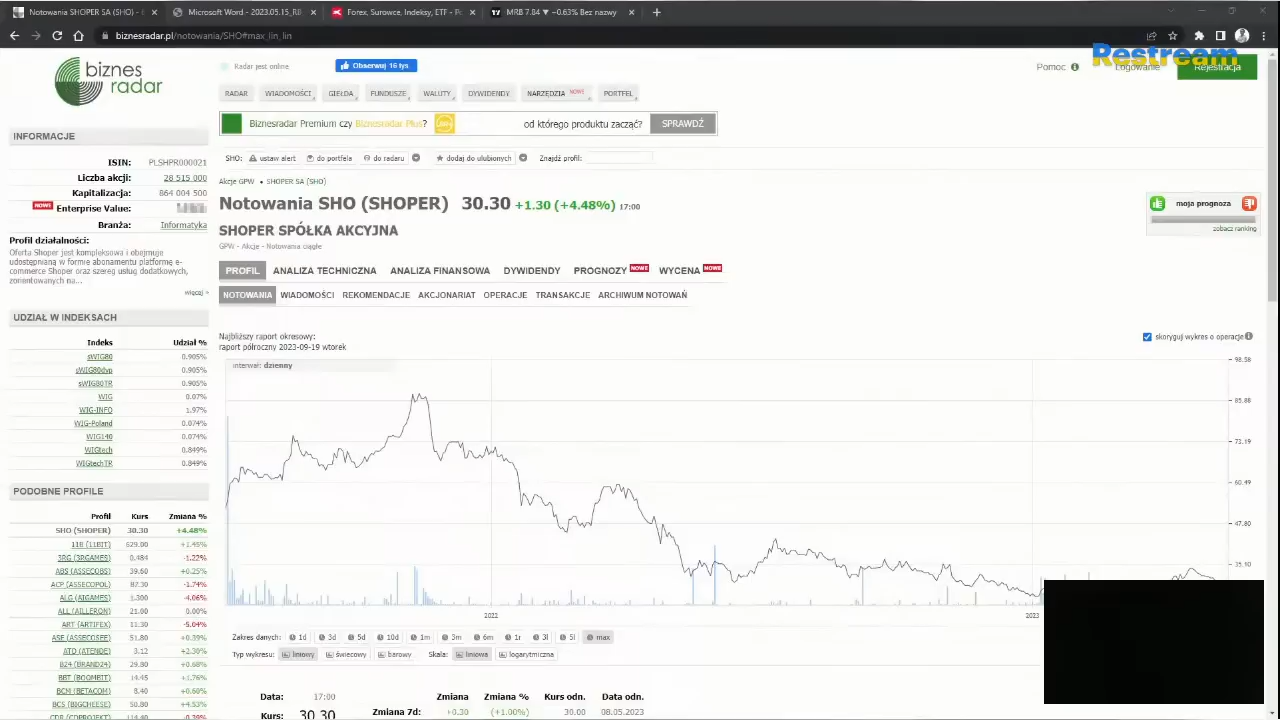 Notowania SHO (SHOPER) - 
Microsoft Word - 2023.05.15_RB
Forex, Surowce, Indeksy, ETF - Po
MRB 7.84 ▼ −0.63% Bez nazwy
biznesradar.pl/notowania/SHO#max_lin_lin
Restream
biznes
radar
Radar jest online
Obserwuj 16 tys.
Pomoc
Logowanie
Rejestracja
RADAR WIADOMOŚCI GIEŁDA FUNDUSZE WALUTY DYWIDENDY NARZĘDZIA NOWE PORTFEL
Biznesradar Premium czy Biznesradar Plus? od którego produktu zacząć? SPRAWDŹ
INFORMACJE
ISIN: PLSHPR000021
Liczba akcji: 28 515 000
Kapitalizacja: 864 004 500
NOWE Enterprise Value:
Branża: Informatyka
Profil działalności:
Oferta Shoper jest kompleksowa i obejmuje
udostępnianą w formie abonamentu platformę e-
commerce Shoper oraz szereg usług dodatkowych,
zorientowanych na...
więcej »
SHO: ustaw alert do portfela do radaru dodaj do ulubionych Znajdź profil:
Akcje GPW • SHOPER SA (SHO)
Notowania SHO (SHOPER) 30.30 +1.30 (+4.48%) 17:00
SHOPER SPÓŁKA AKCYJNA
GPW - Akcje - Notowania ciągłe
moja prognoza
zobacz ranking
PROFIL ANALIZA TECHNICZNA ANALIZA FINANSOWA DYWIDENDY PROGNOZY NOWE WYCENA NOWE
NOTOWANIA WIADOMOŚCI REKOMENDACJE AKCJONARIAT OPERACJE TRANSAKCJE ARCHIWUM NOTOWAŃ
UDZIAŁ W INDEKSACH
Indeks Udział %
sWIG80 0.905%
sWIG80dvp 0.905%
sWIG80TR 0.905%
WIG 0.07%
WIG-INFO 1.97%
WIG-Poland 0.074%
WIG140 0.074%
WIGtech 0.849%
WIGtechTR 0.849%
Najbliższy raport okresowy:
raport półroczny 2023-09-19 wtorek
skoryguj wykres o operacje
interwał: dzienny
98.58
85.88
73.19
60.49
47.80
35.10
2022
2023
PODOBNE PROFILE
Profil Kurs Zmiana %
SHO (SHOPER) 30.30 +4.48%
11B (11BIT) 629.00 +1.45%
3RG (3RGAMES) 0.484 -1.22%
ABS (ASSECOBS) 39.60 +0.25%
ACP (ASSECOPOL) 82.30 -1.74%
ALG (AIGAMES) 1.300 -4.06%
ALL (AILLERON) 21.80 0.00%
ART (ARTIFEX) 11.30 -5.04%
ASE (ASSECOSEE) 51.80 +0.39%
ATD (ATENDE) 3.12 +2.30%
B24 (BRAND24) 29.80 +0.68%
BBT (BOOMBIT) 14.45 +1.76%
BCM (BETACOM) 8.40 +0.60%
BCS (BIGCHEESE) 50.80 +4.53%
CDR (CDPROJEKT)
Zakres danych: 1d 3d 5d 10d 1m 3m 6m 1r 3l 5l max
Typ wykresu: liniowy świecowy barowy Skala: liniowa logarytmiczna
Data: 17:00
Kurs: 30.30
Zmiana Zmiana % Kurs odn. Data odn.
Zmiana 7d: +0.30 (+1.00%) 30.00 08.05.2023